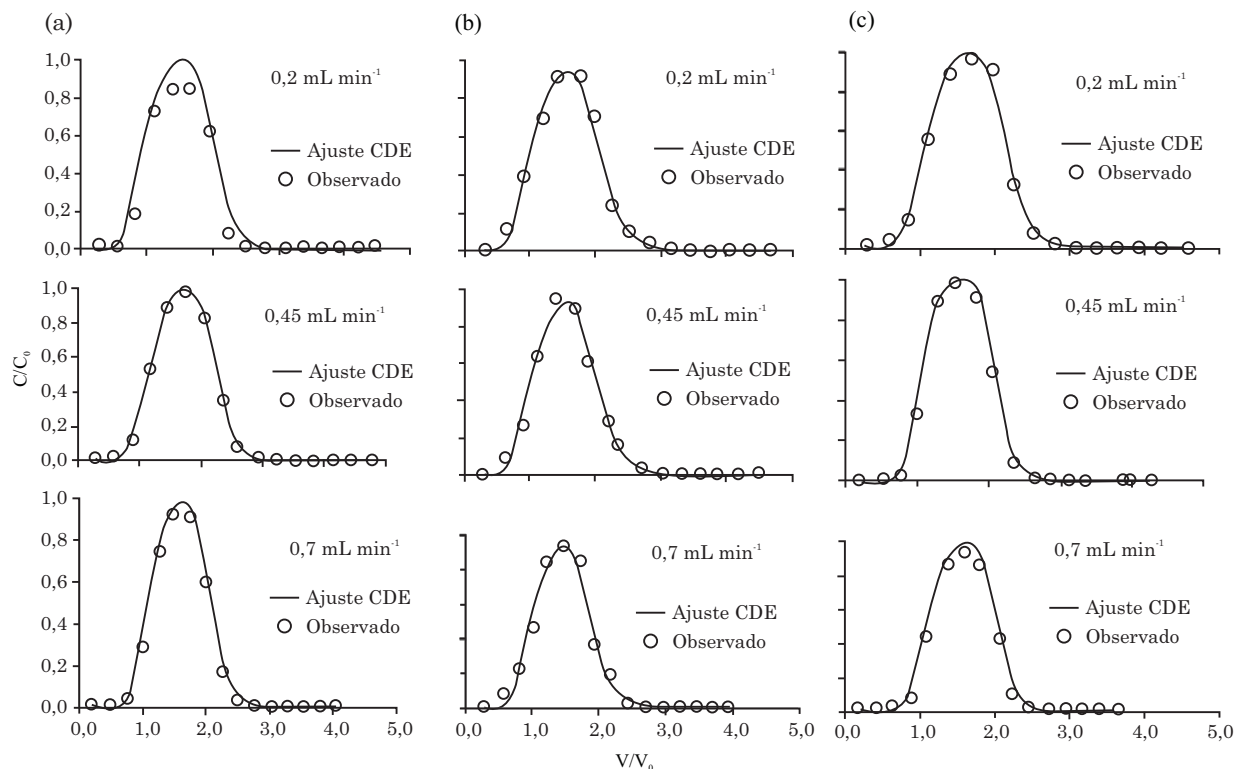 (a)
1,0
0,8
0,6
0,4
0,2
0,0
0,2 mL min⁻¹
Ajuste CDE
Observado
(b)
0,2 mL min⁻¹
Ajuste CDE
Observado
(c)
0,2 mL min⁻¹
Ajuste CDE
Observado
C/C₀
1,0
0,8
0,6
0,4
0,2
0,0
0,45 mL min⁻¹
Ajuste CDE
Observado
0,45 mL min⁻¹
Ajuste CDE
Observado
0,45 mL min⁻¹
Ajuste CDE
Observado
1,0
0,8
0,6
0,4
0,2
0,0
0,7 mL min⁻¹
Ajuste CDE
Observado
0,7 mL min⁻¹
Ajuste CDE
Observado
0,7 mL min⁻¹
Ajuste CDE
Observado
0,0 1,0 2,0 3,0 4,0 5,0
0,0 1,0 2,0 3,0 4,0 5,0
0,0 1,0 2,0 3,0 4,0 5,0
V/V₀